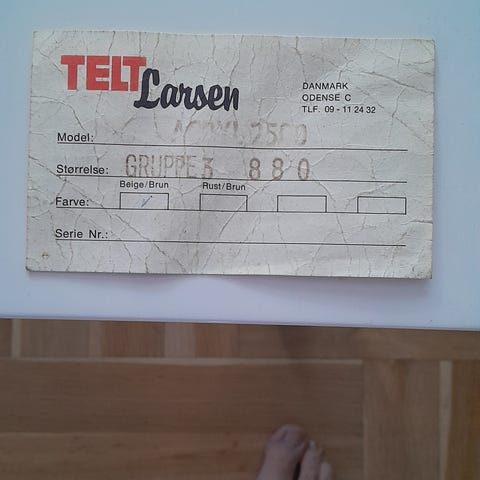 TELT Larsen
DANMARK
ODENSE C
TLF. 09 - 11 24 32
Model: 2500
Størrelse: GRUPPE 3 880
Beige/Brun Rust/Brun
Farve:
Serie Nr.: